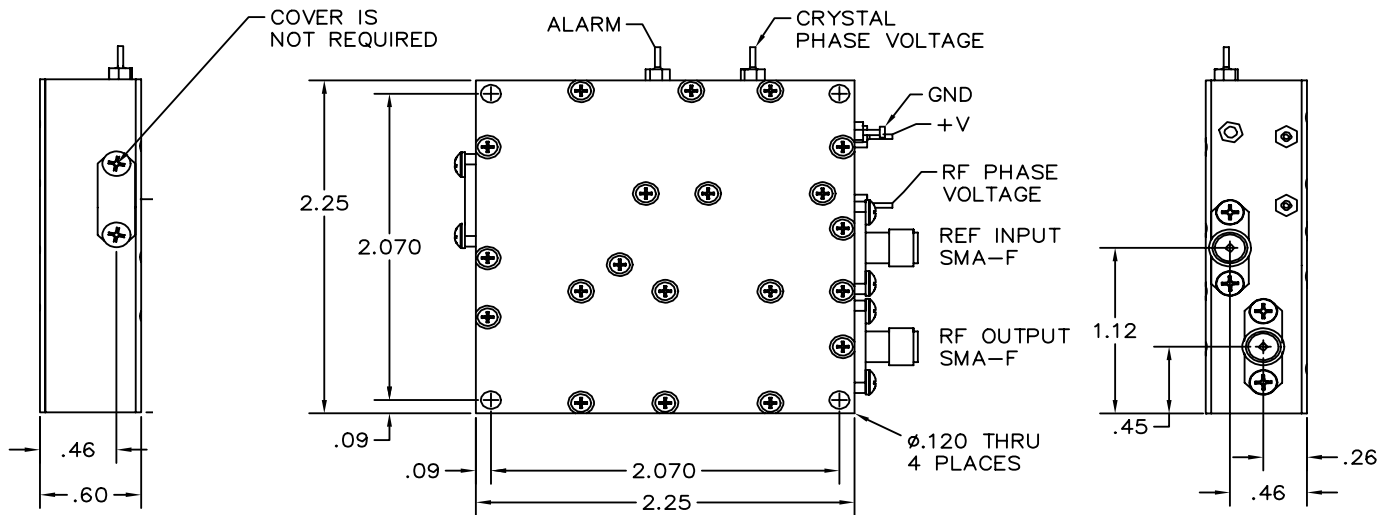 COVER IS
NOT REQUIRED
ALARM
CRYSTAL
PHASE VOLTAGE
GND
+V
RF PHASE
VOLTAGE
REF INPUT
SMA-F
RF OUTPUT
SMA-F
2.25
2.070
.09
.09
2.070
2.25
ø.120 THRU
4 PLACES
.46
.60
1.12
.45
.26
.46